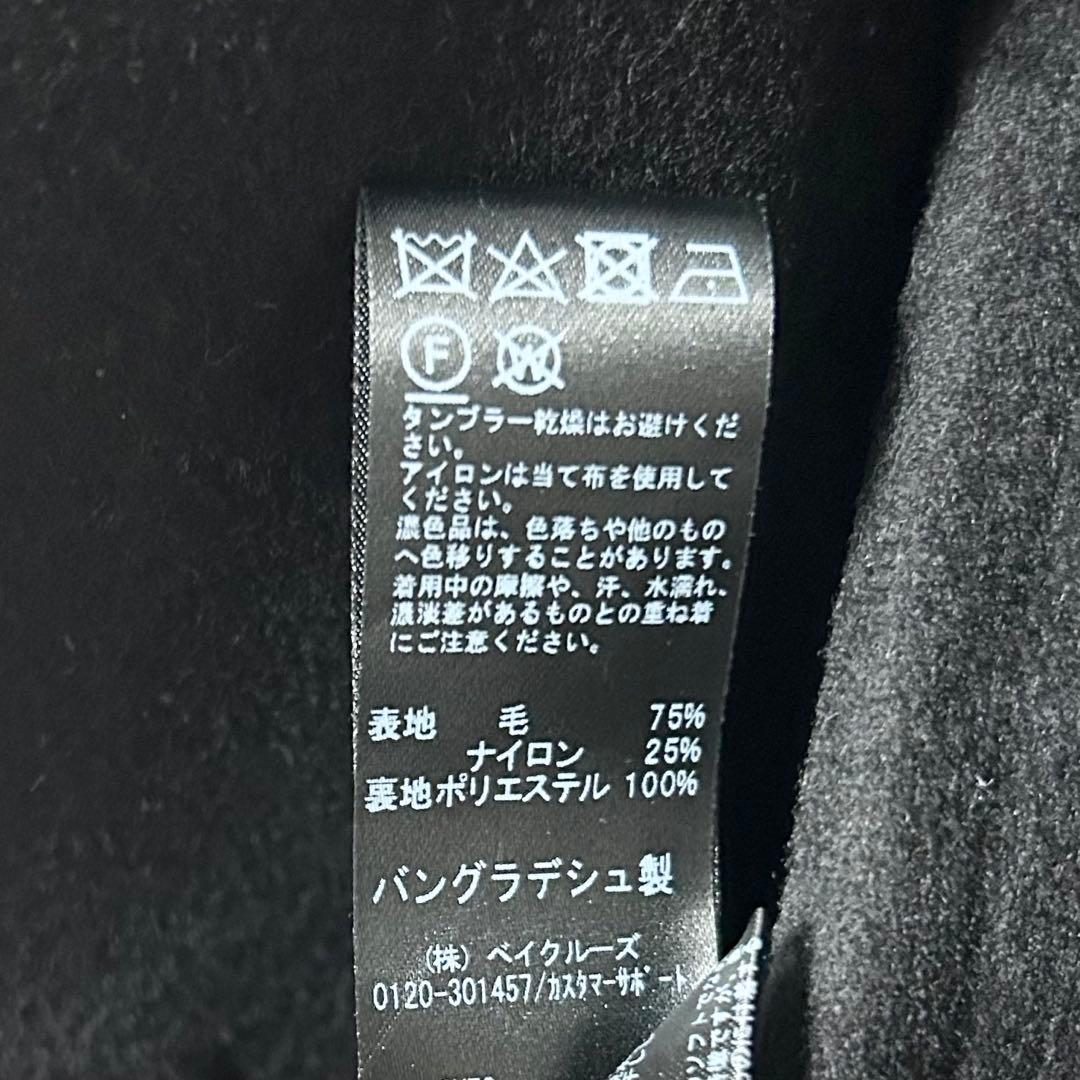 F W
タンブラー乾燥はお避けくだ
さい。
アイロンは当て布を使用して
ください。
濃色品は、色落ちや他のもの
へ色移りすることがあります。
着用中の摩擦や、汗、水濡れ、
濃淡差があるものとの重ね着
にご注意ください。
表地 毛 75%
ナイロン 25%
裏地ポリエステル 100%
バングラデシュ製
(株) ベイクルーズ
0120-301457/カスタマーサポート